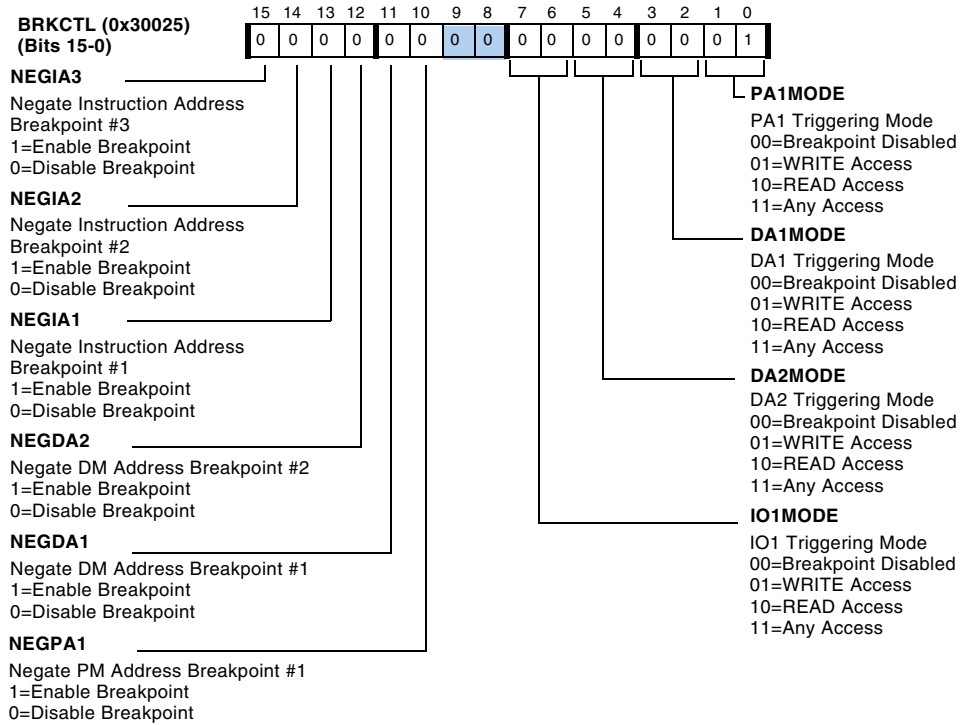 BRKCTL (0x30025)
(Bits 15-0)
15 14 13 12 11 10 9 8 7 6 5 4 3 2 1 0
0 0 0 0 0 0 0 0 0 0 0 0 0 0 0 1
NEGIA3
Negate Instruction Address
Breakpoint #3
1=Enable Breakpoint
0=Disable Breakpoint
NEGIA2
Negate Instruction Address
Breakpoint #2
1=Enable Breakpoint
0=Disable Breakpoint
NEGIA1
Negate Instruction Address
Breakpoint #1
1=Enable Breakpoint
0=Disable Breakpoint
NEGDA2
Negate DM Address Breakpoint #2
1=Enable Breakpoint
0=Disable Breakpoint
NEGDA1
Negate DM Address Breakpoint #1
1=Enable Breakpoint
0=Disable Breakpoint
NEGPA1
Negate PM Address Breakpoint #1
1=Enable Breakpoint
0=Disable Breakpoint
PA1MODE
PA1 Triggering Mode
00=Breakpoint Disabled
01=WRITE Access
10=READ Access
11=Any Access
DA1MODE
DA1 Triggering Mode
00=Breakpoint Disabled
01=WRITE Access
10=READ Access
11=Any Access
DA2MODE
DA2 Triggering Mode
00=Breakpoint Disabled
01=WRITE Access
10=READ Access
11=Any Access
IO1MODE
IO1 Triggering Mode
00=Breakpoint Disabled
01=WRITE Access
10=READ Access
11=Any Access